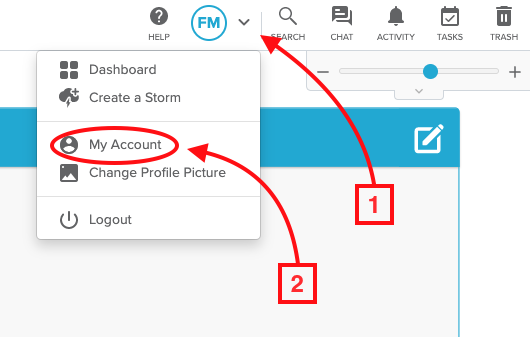 FM
HELP
SEARCH
CHAT
ACTIVITY
TASKS
TRASH
Dashboard
Create a Storm
My Account
Change Profile Picture
Logout
1
2